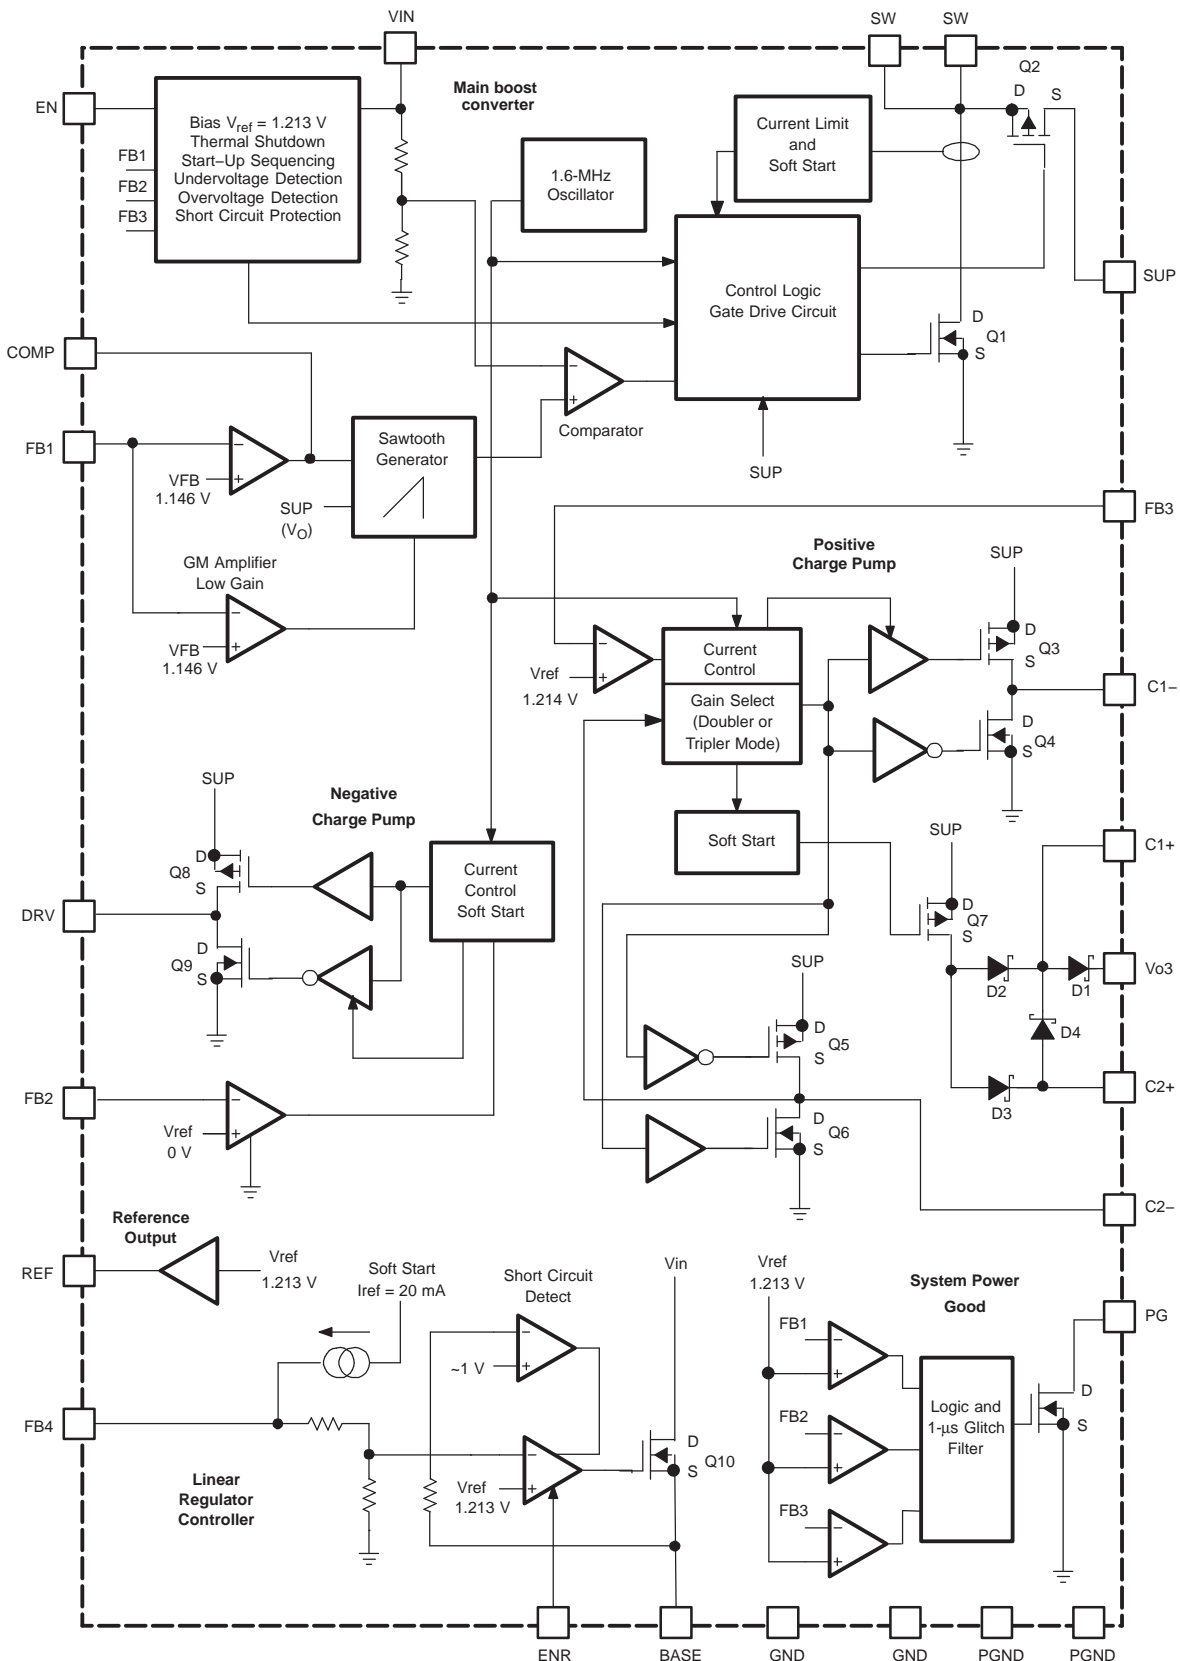 VIN
SW
SW
Q2
D
S
EN
Main boost
converter
Bias Vref = 1.213 V
Thermal Shutdown
Start–Up Sequencing
Undervoltage Detection
Overvoltage Detection
Short Circuit Protection
FB1
FB2
FB3
Current Limit
and
Soft Start
1.6-MHz
Oscillator
SUP
Control Logic
Gate Drive Circuit
D
Q1
S
COMP
Comparator
−
+
SUP
FB1
−
+
VFB
1.146 V
Sawtooth
Generator
SUP
(VO)
FB3
GM Amplifier
Low Gain
−
+
VFB
1.146 V
Positive
Charge Pump
SUP
D
Q3
S
−
+
Vref
1.214 V
Current
Control
Gain Select
(Doubler or
Tripler Mode)
C1−
D
Q4
S
SUP
Negative
Charge Pump
Soft Start
SUP
C1+
D
Q8
S
Current
Control
Soft Start
D
Q7
S
DRV
D
Q9
S
SUP
D2
D1
Vo3
D
Q5
S
D4
FB2
−
+
Vref
0 V
D3
C2+
D
Q6
S
C2−
Reference
Output
REF
Vref
1.213 V
Soft Start
Iref = 20 mA
Short Circuit
Detect
Vin
Vref
1.213 V
System Power
Good
PG
−
+
~1 V
FB1
−
+
FB4
D
Q10
S
−
+
Vref
1.213 V
FB2
−
+
Logic and
1-μs Glitch
Filter
D
S
Linear
Regulator
Controller
FB3
−
+
ENR
BASE
GND
GND
PGND
PGND